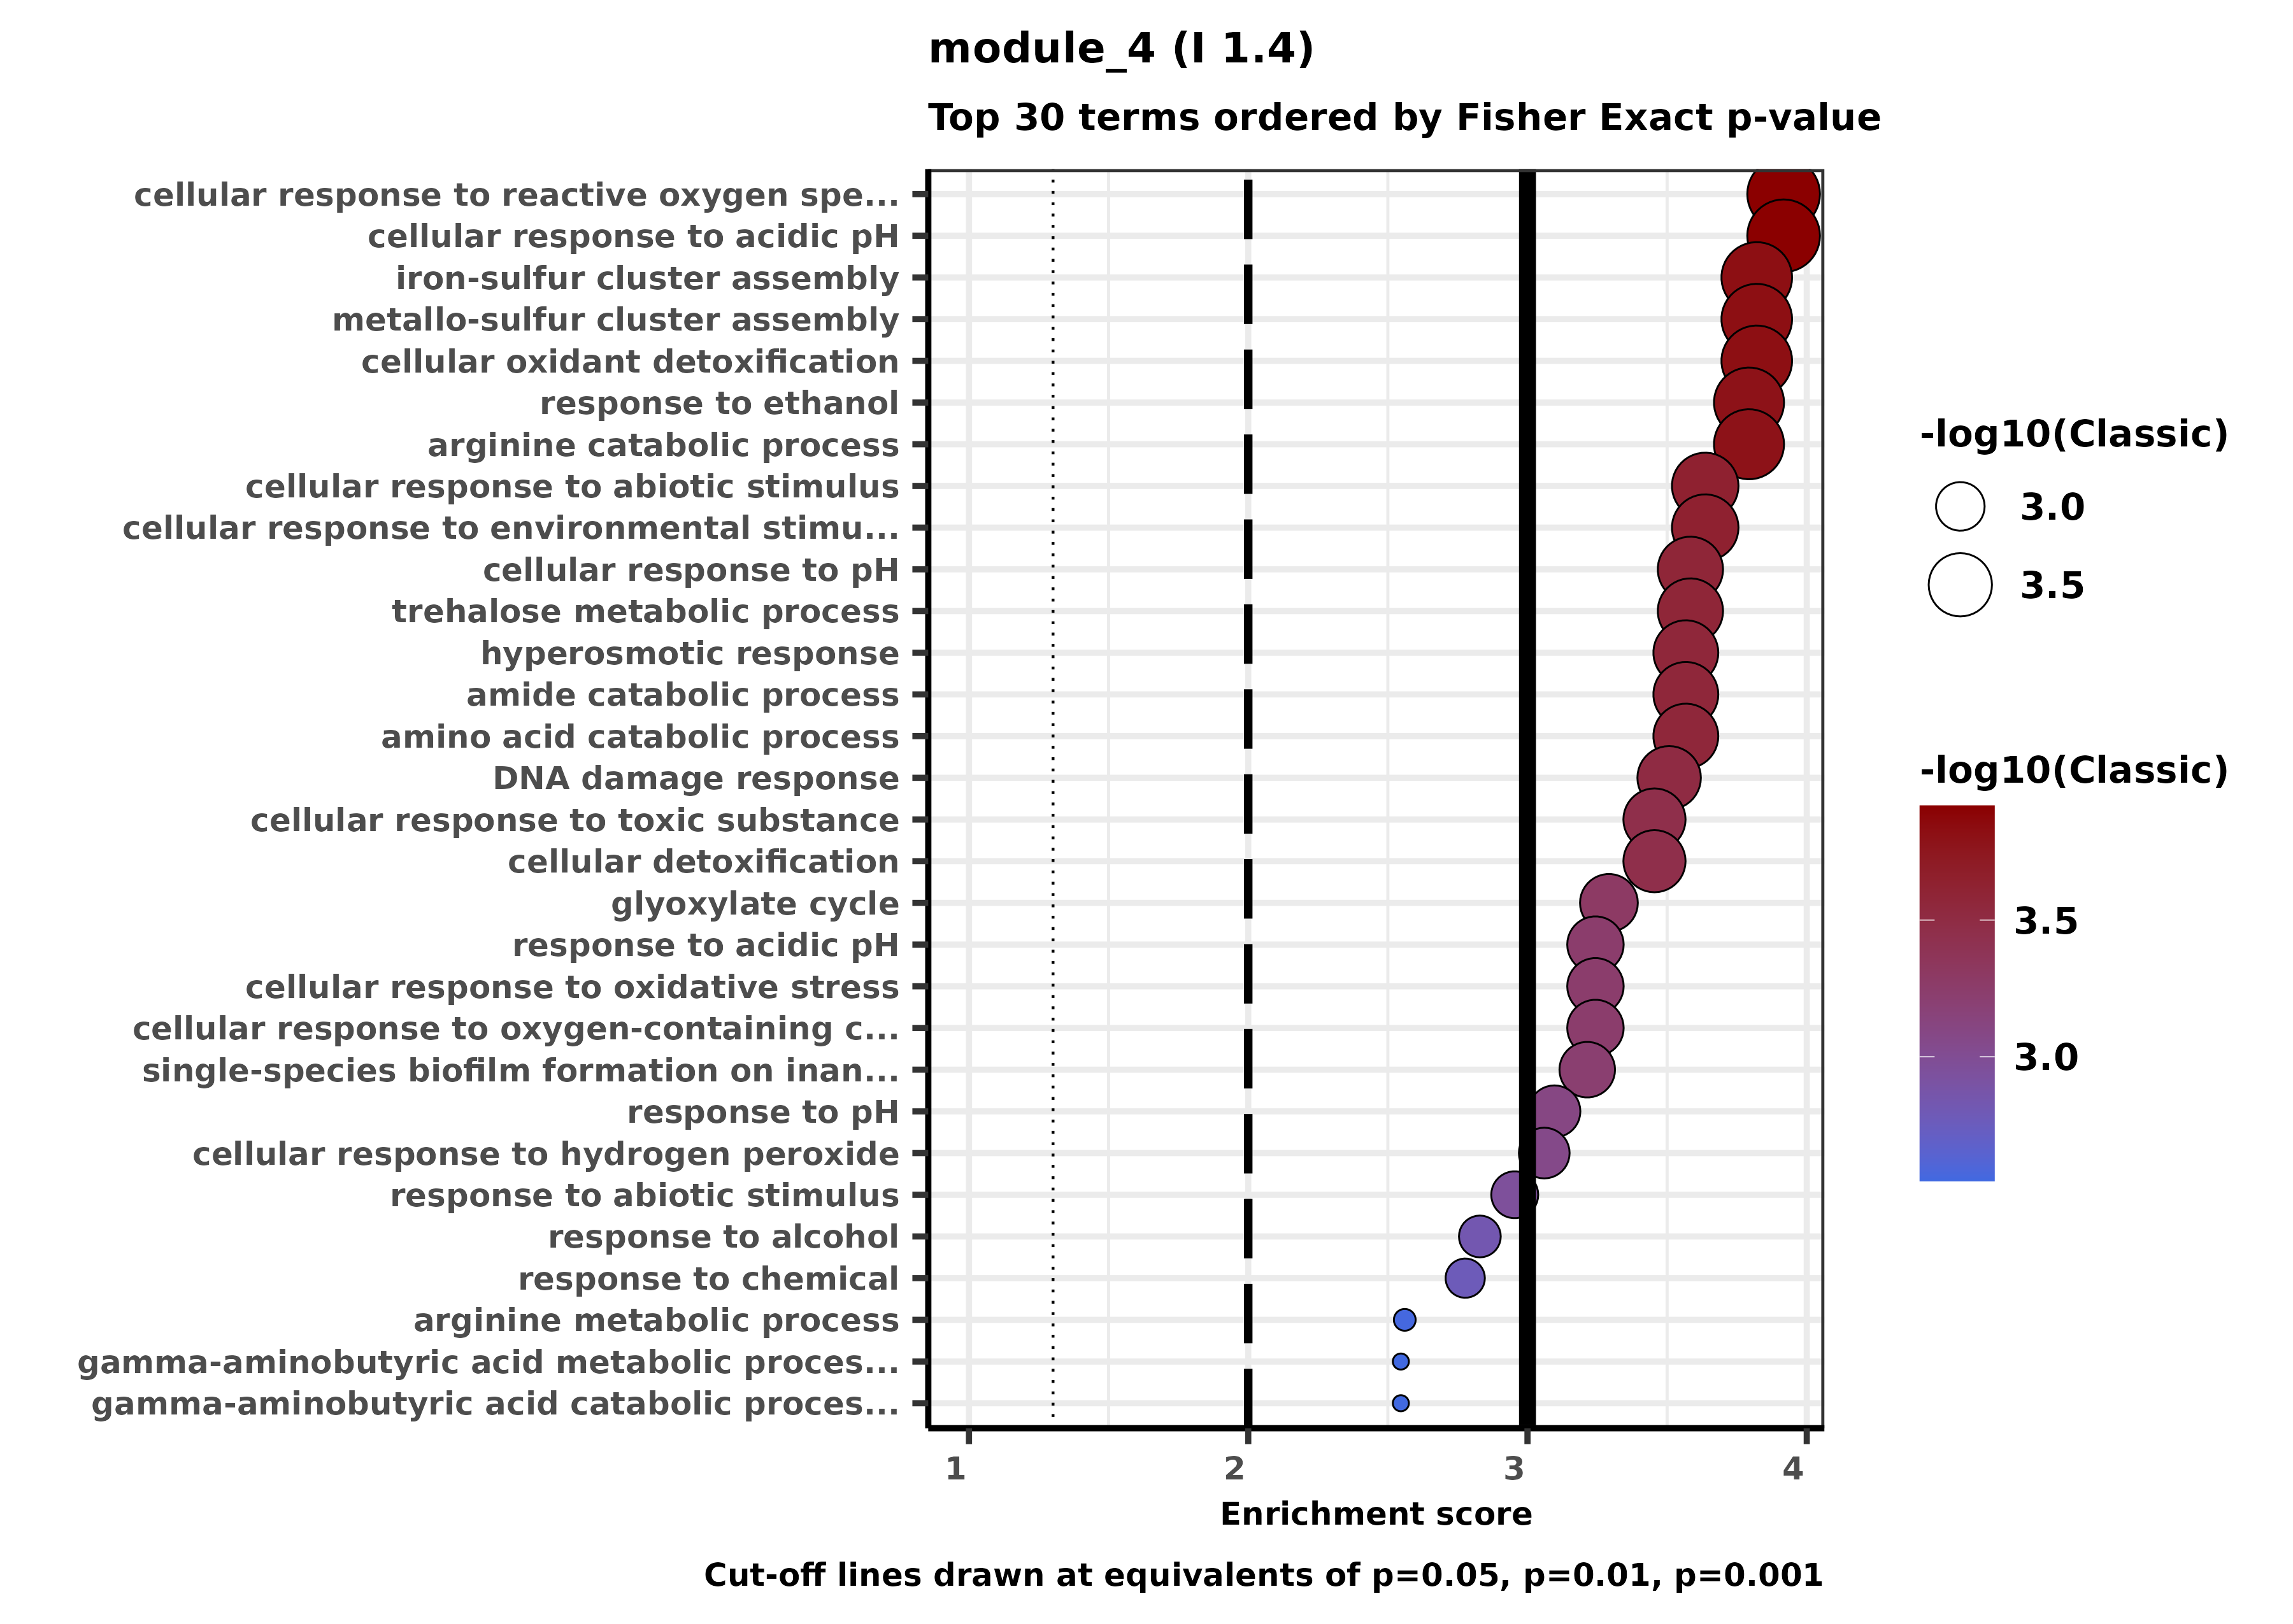 module_4 (I 1.4)
Top 30 terms ordered by Fisher Exact p-value
cellular response to reactive oxygen spe...
cellular response to acidic pH
iron-sulfur cluster assembly
metallo-sulfur cluster assembly
cellular oxidant detoxification
response to ethanol
arginine catabolic process
cellular response to abiotic stimulus
cellular response to environmental stimu...
cellular response to pH
trehalose metabolic process
hyperosmotic response
amide catabolic process
amino acid catabolic process
DNA damage response
cellular response to toxic substance
cellular detoxification
glyoxylate cycle
response to acidic pH
cellular response to oxidative stress
cellular response to oxygen-containing c...
single-species biofilm formation on inan...
response to pH
cellular response to hydrogen peroxide
response to abiotic stimulus
response to alcohol
response to chemical
arginine metabolic process
gamma-aminobutyric acid metabolic proces...
gamma-aminobutyric acid catabolic proces...
1 2 3 4
Enrichment score
Cut-off lines drawn at equivalents of p=0.05, p=0.01, p=0.001
-log10(Classic)
3.0
3.5
-log10(Classic)
3.5
3.0